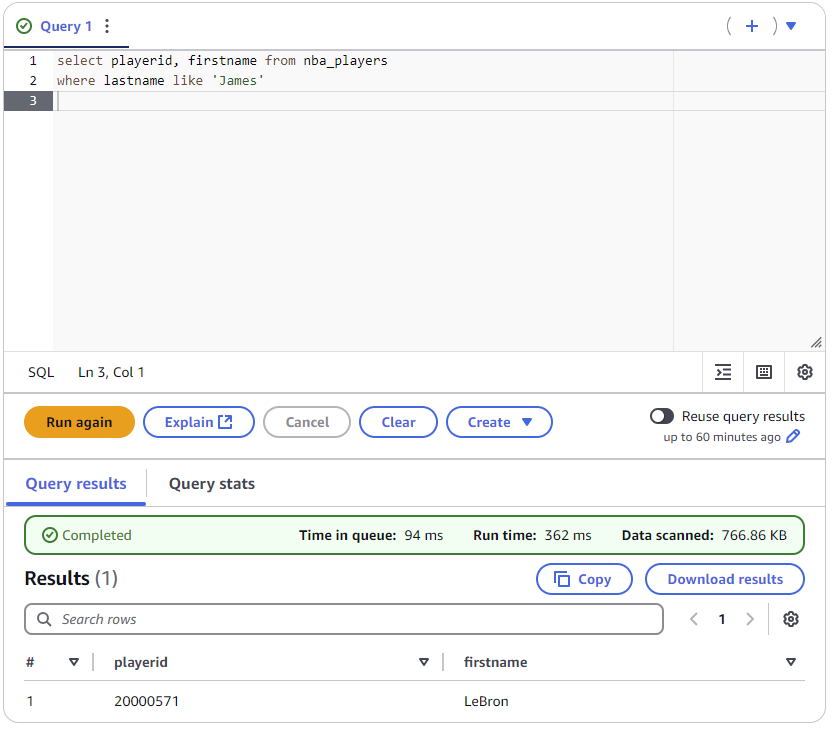 Query 1
( + )
1 select playerid, firstname from nba_players
2 where lastname like 'James'
3
SQL Ln 3, Col 1
Run again Explain Cancel Clear Create Reuse query results
up to 60 minutes ago
Query results Query stats
Completed Time in queue: 94 ms Run time: 362 ms Data scanned: 766.86 KB
Results (1) Copy Download results
Search rows 1
# playerid firstname
1 20000571 LeBron